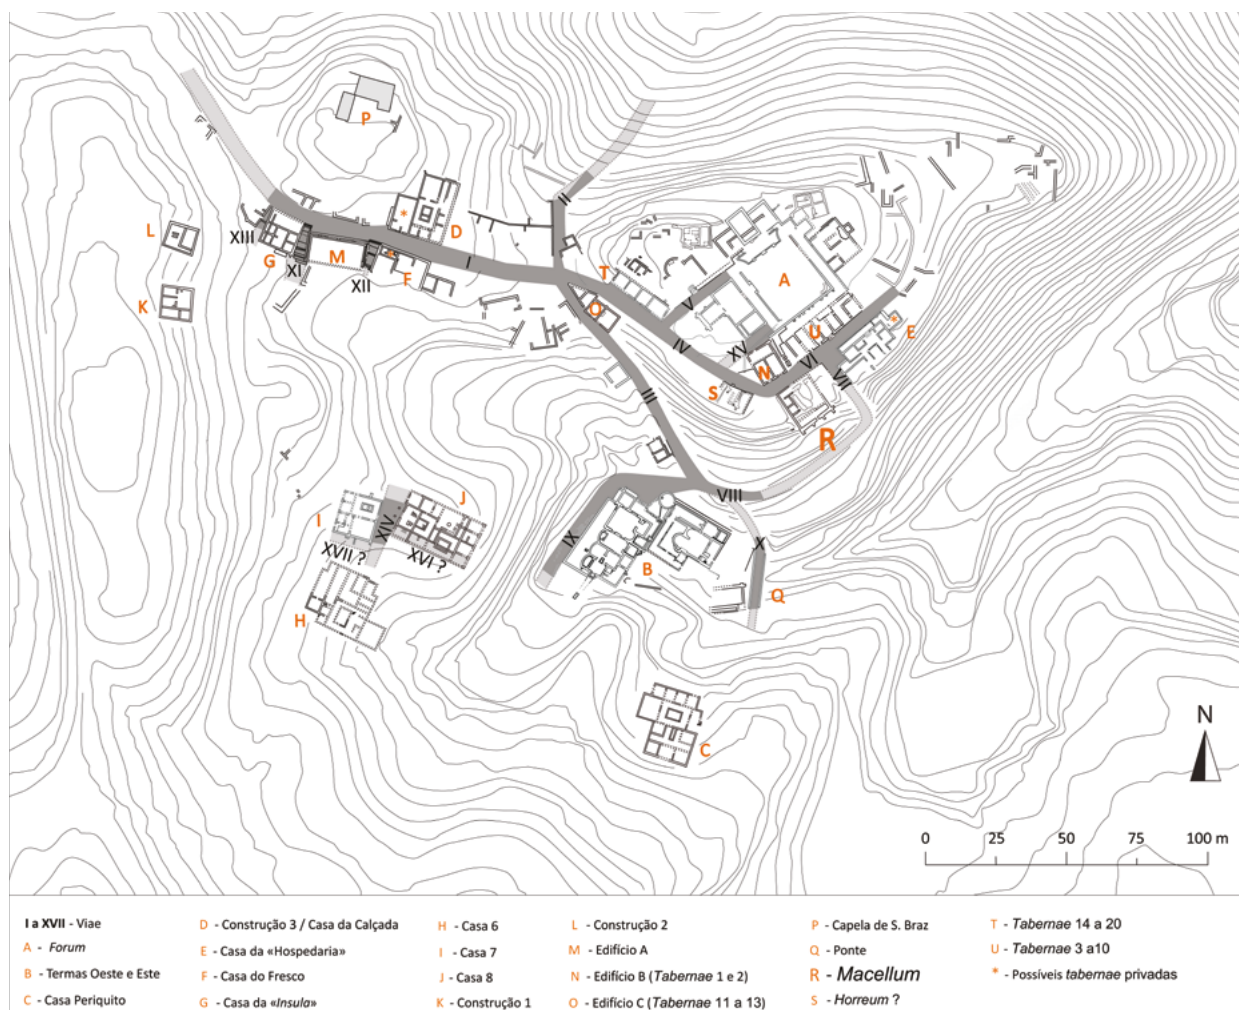 P
II
L
XIII
D
G
XI
M
XII
F
I
T
A
K
O
V
U
E
IV
XV
VI
N
VII
S
III
R
J
VIII
I
XIV
IX
X
XVII ?
XVI ?
B
Q
H
C
N
0 25 50 75 100 m
I a XVII - Viae
A - Forum
B - Termas Oeste e Este
C - Casa Periquito
D - Construção 3 / Casa da Calçada
E - Casa da «Hospedaria»
F - Casa do Fresco
G - Casa da «Insula»
H - Casa 6
I - Casa 7
J - Casa 8
K - Construção 1
L - Construção 2
M - Edifício A
N - Edifício B (Tabernae 1 e 2)
O - Edifício C (Tabernae 11 a 13)
P - Capela de S. Braz
Q - Ponte
R - Macellum
S - Horreum ?
T - Tabernae 14 a 20
U - Tabernae 3 a10
* - Possíveis tabernae privadas